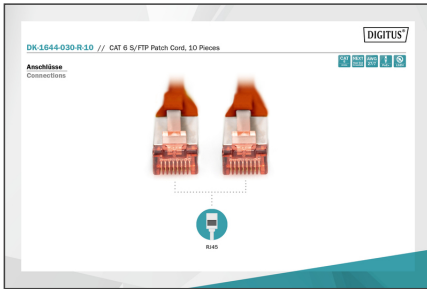 DIGITUS®
DK-1644-030-R-10 // CAT 6 S/FTP Patch Cord, 10 Pieces
Anschlüsse
Connections
RJ45